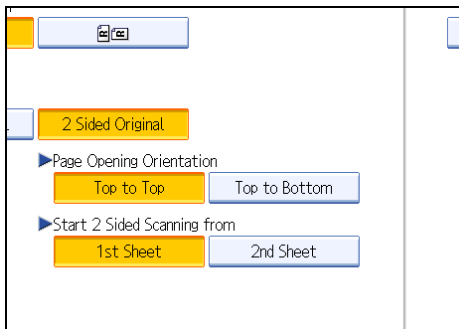 2 Sided Original
Page Opening Orientation
Top to Top Top to Bottom
Start 2 Sided Scanning from
1st Sheet 2nd Sheet